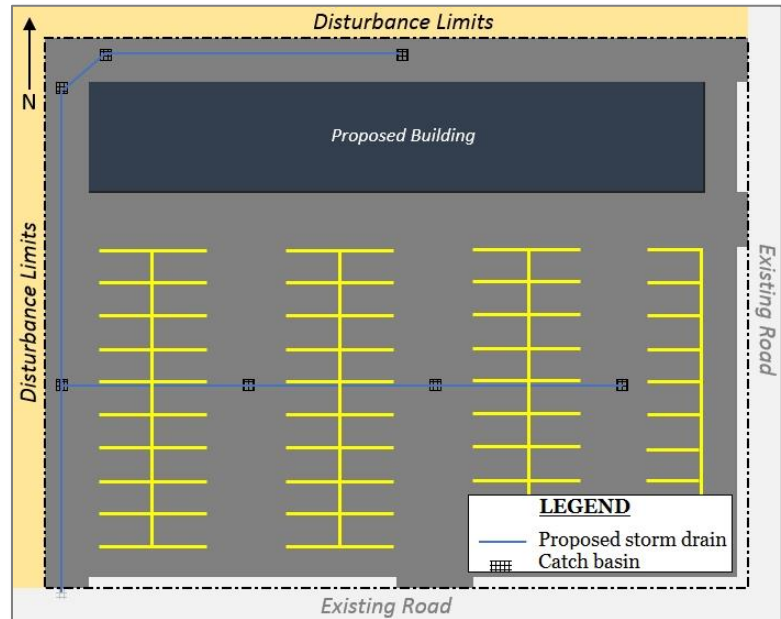 Disturbance Limits
N
Proposed Building
Disturbance Limits
Existing Road
LEGEND
Proposed storm drain
Catch basin
Existing Road